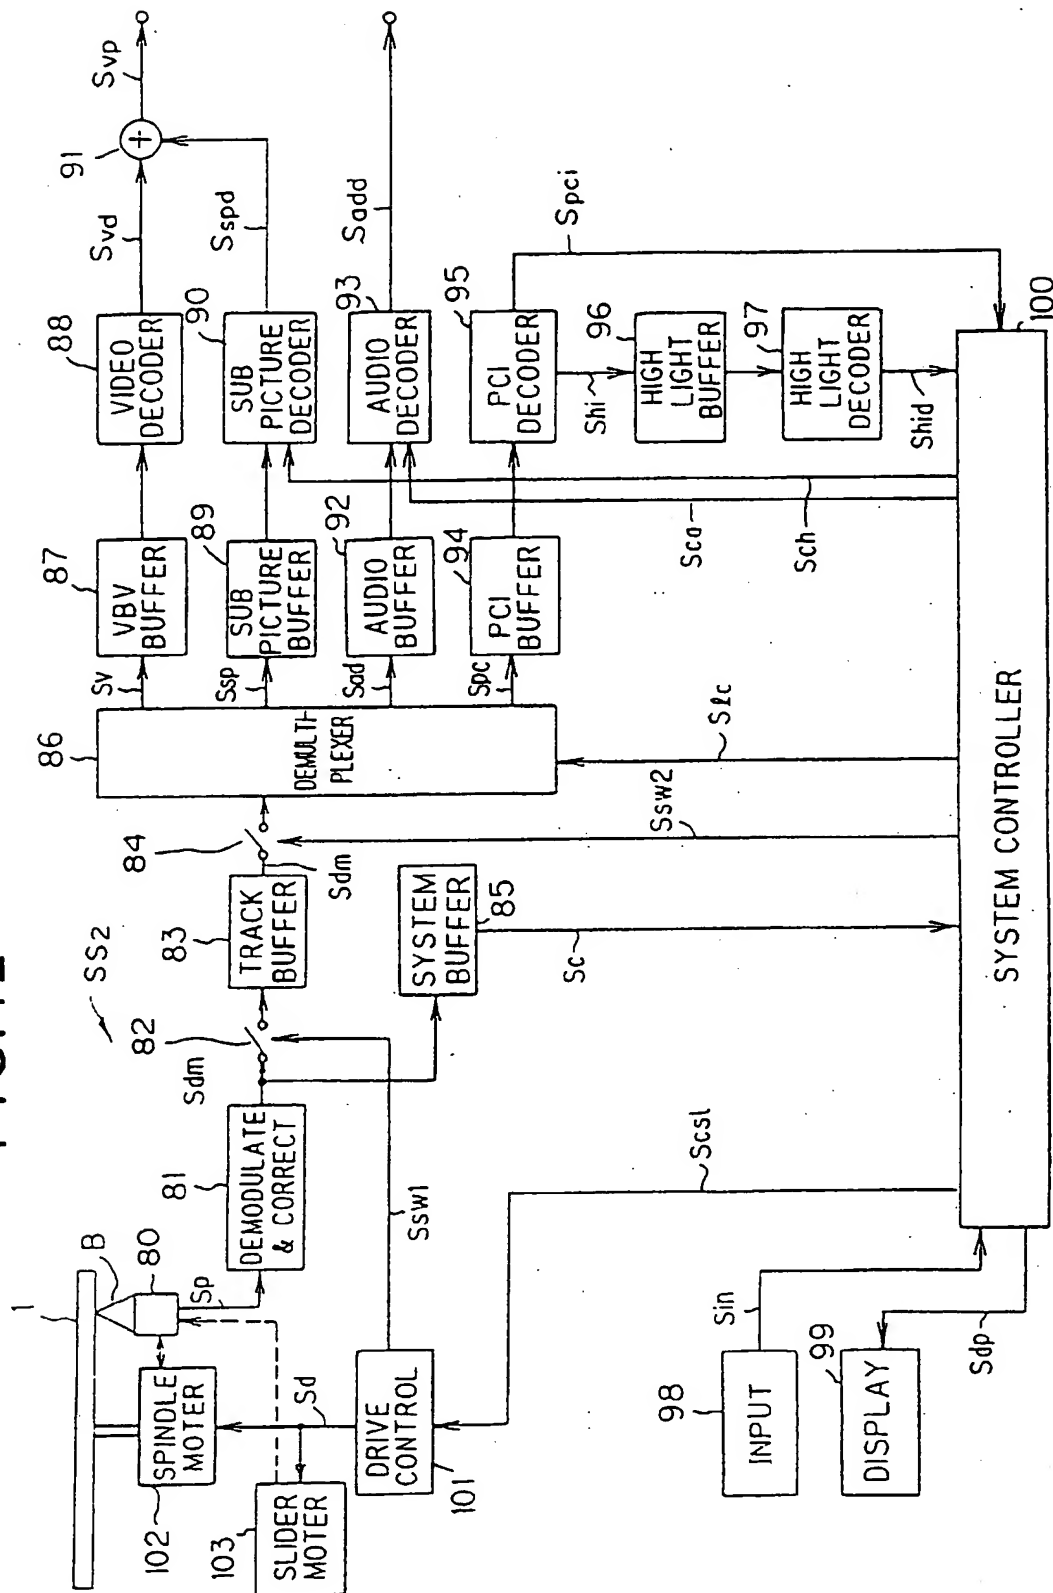 SS2
1
B
80
Sp
102
SPINDLE
MOTER
103
SLIDER
MOTER
Sd
DRIVE
CONTROL
101
81
DEMODULATE
& CORRECT
Sdm
82
Ssw1
83
TRACK
BUFFER
84
Sdm
SYSTEM
BUFFER
85
Sc
86
DEMULTI-
PLEXER
Sv
Ssp
Sad
Spc
87
VBV
BUFFER
89
SUB
PICTURE
BUFFER
92
AUDIO
BUFFER
94
PCI
BUFFER
88
VIDEO
DECODER
90
SUB
PICTURE
DECODER
93
AUDIO
DECODER
95
PCI
DECODER
Svd
Sspd
Sadd
Spci
91
+
Svp
Shi
96
HIGH
LIGHT
BUFFER
97
HIGH
LIGHT
DECODER
Shid
Sca
Sch
Slc
Ssw2
Scsl
98
INPUT
Sin
99
DISPLAY
Sdp
SYSTEM CONTROLLER
100